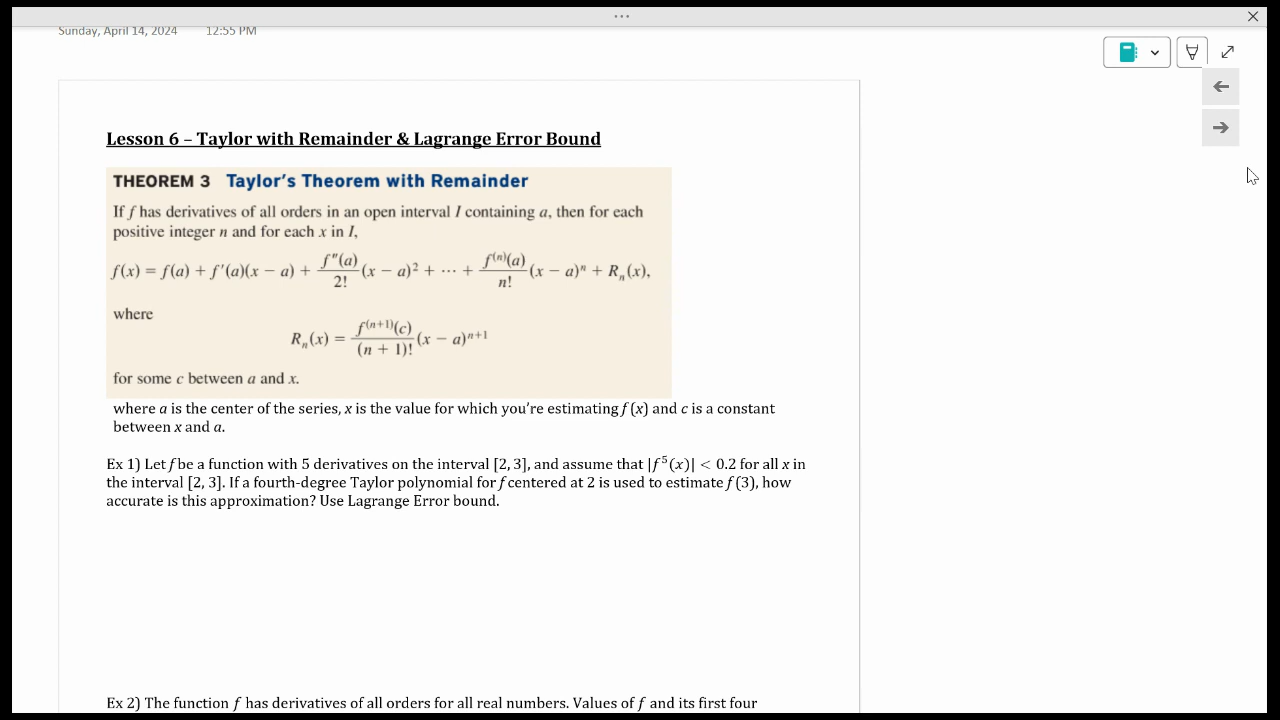 Sunday, April 14, 2024 12:55 PM
Lesson 6 – Taylor with Remainder & Lagrange Error Bound
THEOREM 3 Taylor's Theorem with Remainder
If f has derivatives of all orders in an open interval I containing a, then for each
positive integer n and for each x in I,
f(x) = f(a) + f'(a)(x − a) + f''(a)/2! (x − a)² + ⋯ + f⁽ⁿ⁾(a)/n! (x − a)ⁿ + Rₙ(x),
where
Rₙ(x) = f⁽ⁿ⁺¹⁾(c)/(n + 1)! (x − a)ⁿ⁺¹
for some c between a and x.
where a is the center of the series, x is the value for which you're estimating f (x) and c is a constant
between x and a.
Ex 1) Let f be a function with 5 derivatives on the interval [2, 3], and assume that |f⁵(x)| < 0.2 for all x in
the interval [2, 3]. If a fourth-degree Taylor polynomial for f centered at 2 is used to estimate f (3), how
accurate is this approximation? Use Lagrange Error bound.
Ex 2) The function f has derivatives of all orders for all real numbers. Values of f and its first four